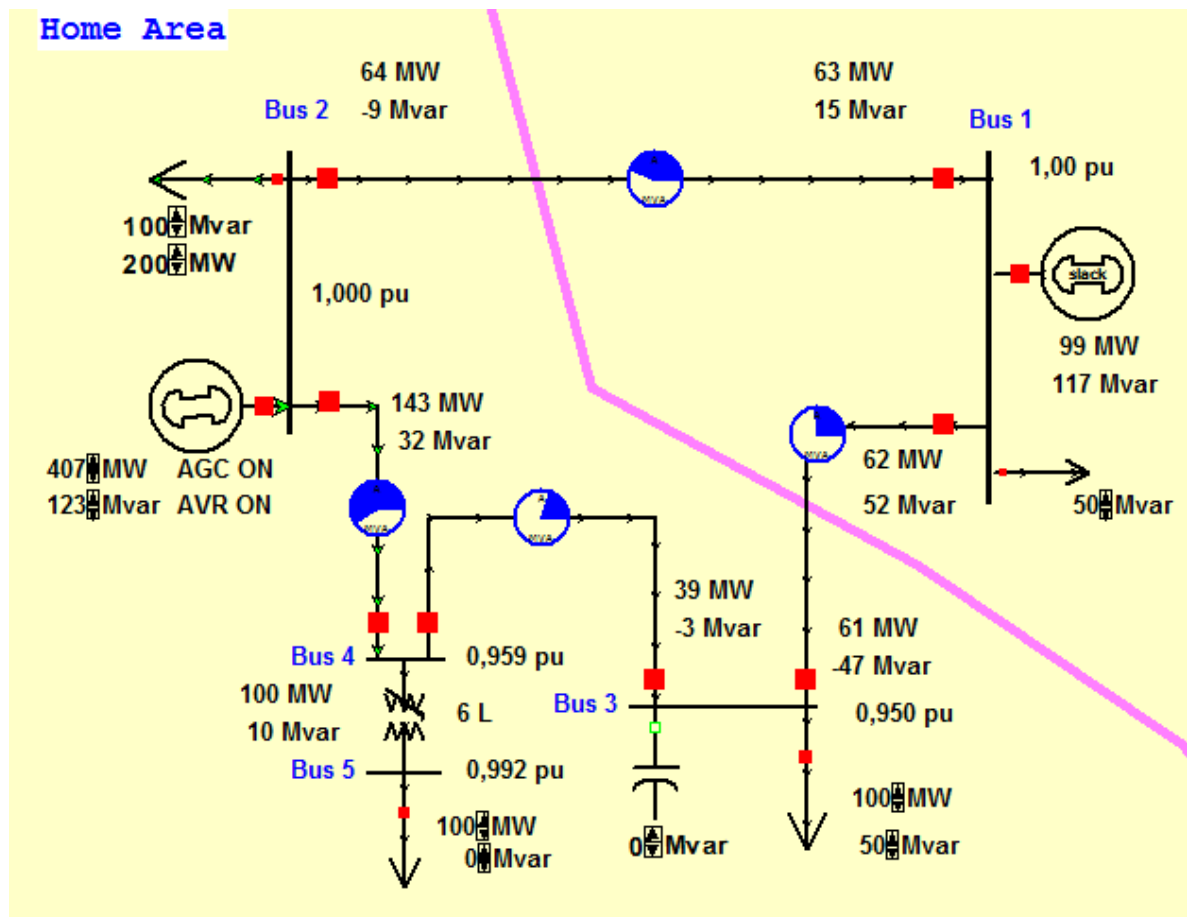 Home Area
64 MW
-9 Mvar
63 MW
15 Mvar
Bus 2
Bus 1
A
MVA
1,00 pu
100 Mvar
200 MW
slack
1,000 pu
99 MW
117 Mvar
143 MW
32 Mvar
407 MW AGC ON
123 Mvar AVR ON
62 MW
52 Mvar
50 Mvar
A
MVA
A
MVA
MVA
39 MW
-3 Mvar
61 MW
-47 Mvar
Bus 4
0,959 pu
100 MW
10 Mvar
6 L
Bus 3
0,950 pu
Bus 5
0,992 pu
100 MW
0 Mvar
0 Mvar
100 MW
50 Mvar